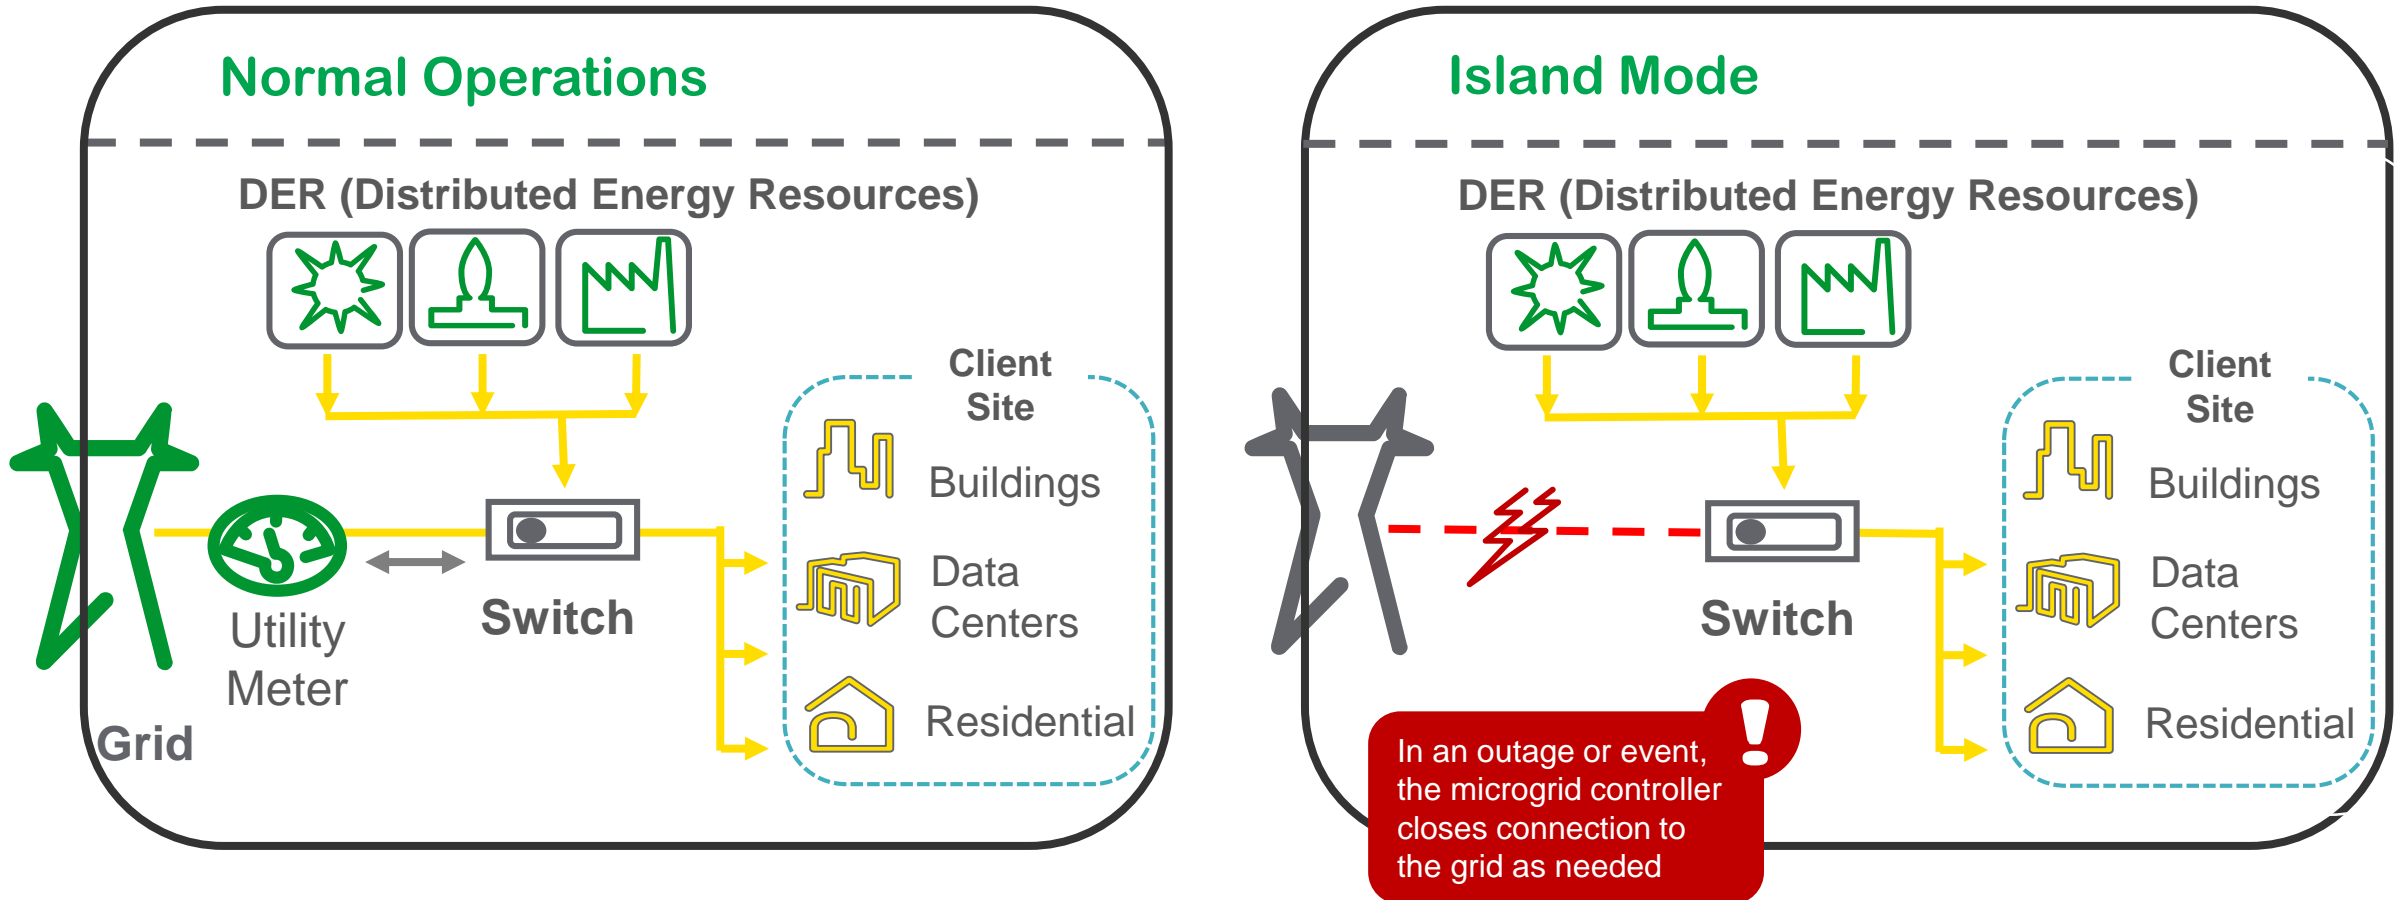 Normal Operations
DER (Distributed Energy Resources)
Client
Site
Buildings
Data
Centers
Residential
Switch
Utility
Meter
Grid
Island Mode
DER (Distributed Energy Resources)
Client
Site
Buildings
Data
Centers
Residential
Switch
In an outage or event,
the microgrid controller
closes connection to
the grid as needed
!